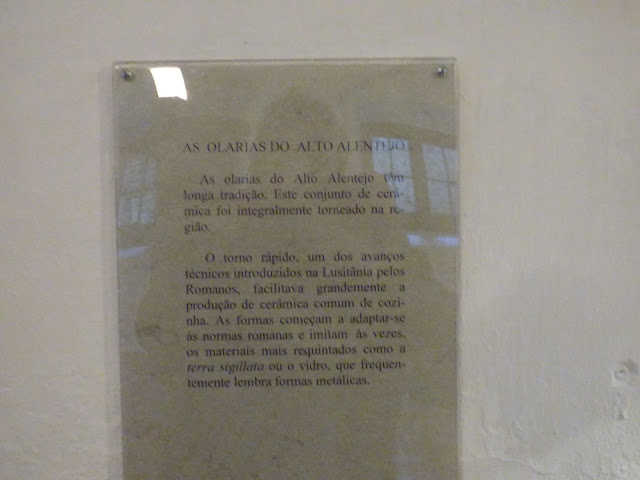 AS OLARIAS DO ALTO ALENTEJO
As olarias do Alto Alentejo têm
longa tradição. Este conjunto de cerâ-
mica foi integralmente torneado na re-
gião.
O torno rápido, um dos avanços
técnicos introduzidos na Lusitânia pelos
Romanos, facilitava grandemente a
produção de cerâmica comum de cozi-
nha. As formas começam a adaptar-se
às normas romanas e imitam às vezes,
os materiais mais requintados como a
terra sigillata ou o vidro, que frequen-
temente lembra formas metálicas.